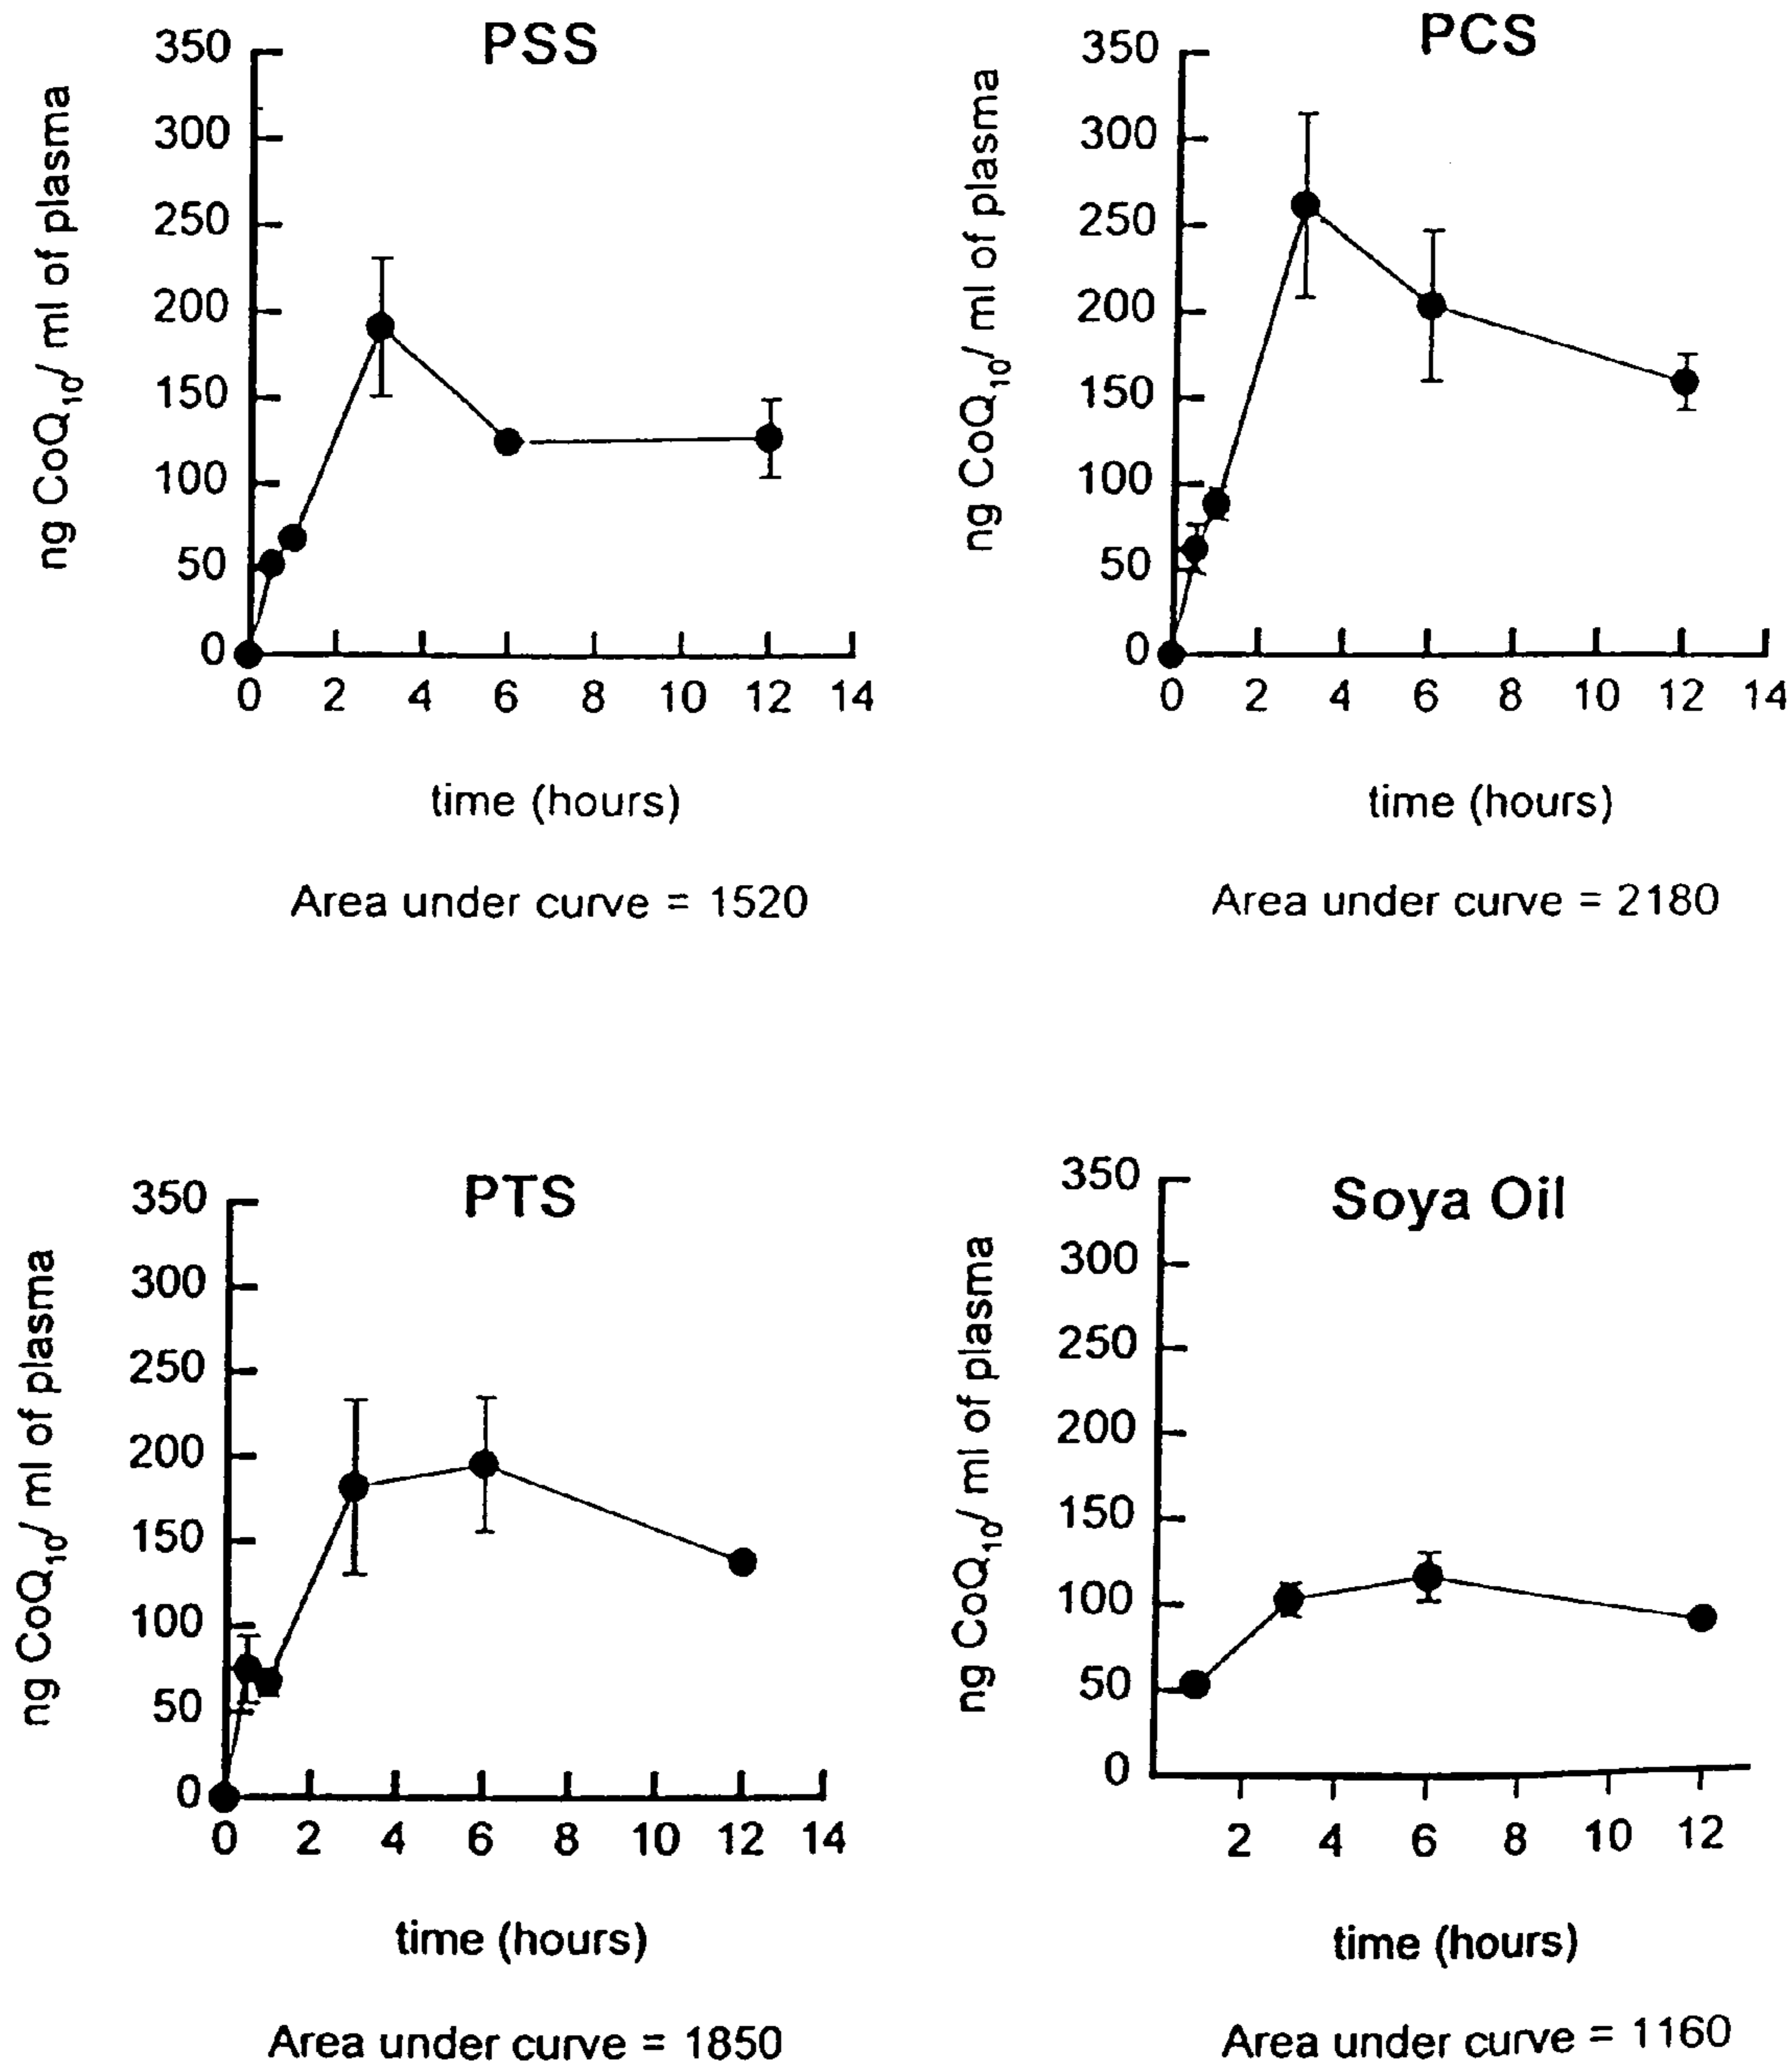 PSS
350
300
250
200
150
100
50
0
ng CoQ10/ ml of plasma
0 2 4 6 8 10 12 14
time (hours)
Area under curve = 1520
PCS
350
300
250
200
150
100
50
0
ng CoQ10/ ml of plasma
0 2 4 6 8 10 12 14
time (hours)
Area under curve = 2180
PTS
350
300
250
200
150
100
50
0
ng CoQ10/ ml of plasma
0 2 4 6 8 10 12 14
time (hours)
Area under curve = 1850
Soya Oil
350
300
250
200
150
100
50
0
ng CoQ10/ ml of plasma
2 4 6 8 10 12
time (hours)
Area under curve = 1160